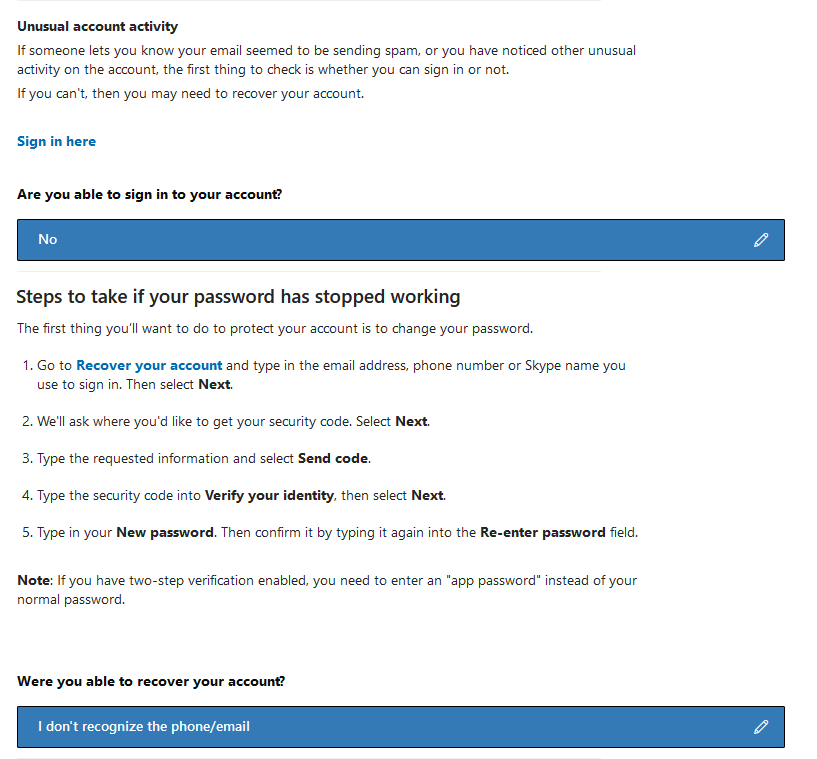 Unusual account activity
If someone lets you know your email seemed to be sending spam, or you have noticed other unusual
activity on the account, the first thing to check is whether you can sign in or not.
If you can't, then you may need to recover your account.
Sign in here
Are you able to sign in to your account?
No
Steps to take if your password has stopped working
The first thing you'll want to do to protect your account is to change your password.
1. Go to Recover your account and type in the email address, phone number or Skype name you
use to sign in. Then select Next.
2. We'll ask where you'd like to get your security code. Select Next.
3. Type the requested information and select Send code.
4. Type the security code into Verify your identity, then select Next.
5. Type in your New password. Then confirm it by typing it again into the Re-enter password field.
Note: If you have two-step verification enabled, you need to enter an "app password" instead of your
normal password.
Were you able to recover your account?
I don't recognize the phone/email